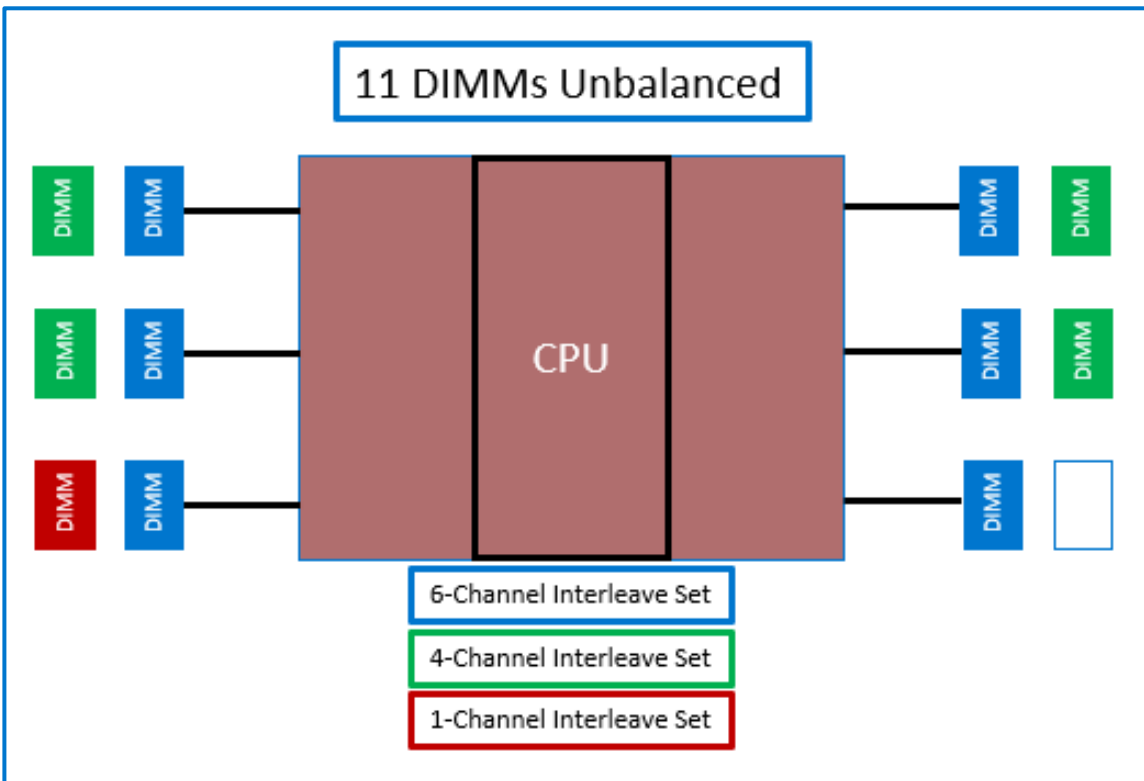 11 DIMMs Unbalanced
DIMM DIMM DIMM DIMM
DIMM DIMM CPU DIMM DIMM
DIMM DIMM DIMM
6-Channel Interleave Set
4-Channel Interleave Set
1-Channel Interleave Set